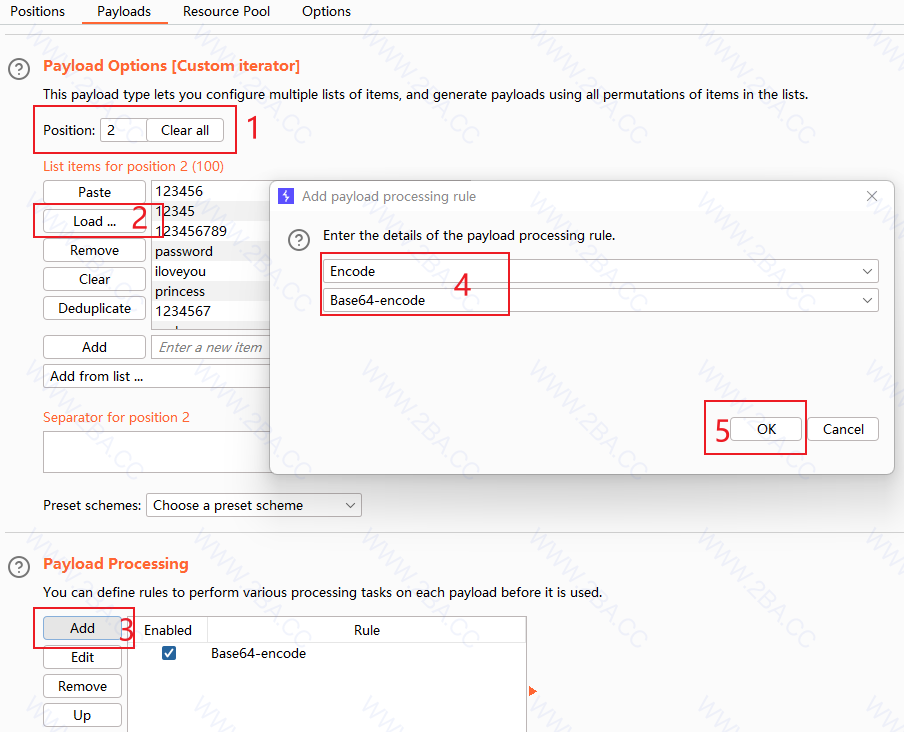 Positions Payloads Resource Pool Options
Payload Options [Custom iterator]
This payload type lets you configure multiple lists of items, and generate payloads using all permutations of items in the lists.
Position: 2 Clear all 1
List items for position 2 (100)
Paste
Load ... 2
Remove
Clear
Deduplicate
123456
12345
123456789
password
iloveyou
princess
1234567
Add Enter a new item
Add from list ...
Separator for position 2
Preset schemes: Choose a preset scheme
Add payload processing rule
Enter the details of the payload processing rule.
Encode
4
Base64-encode
5 OK Cancel
Payload Processing
You can define rules to perform various processing tasks on each payload before it is used.
Add 3 Enabled Rule
Edit Base64-encode
Remove
Up
WWW.2BA.CC